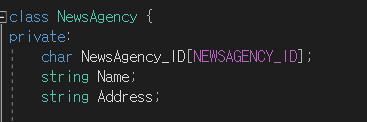 class NewsAgency {
private:
char NewsAgency_ID[NEWSAGENCY_ID];
string Name;
string Address;